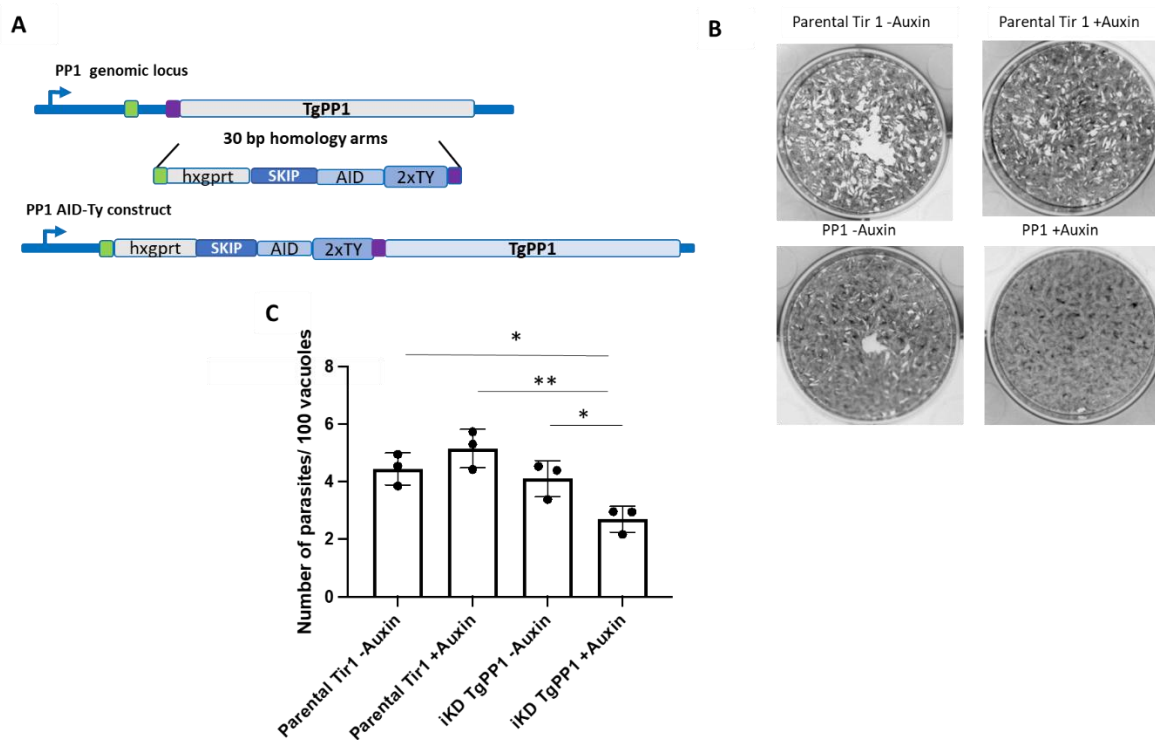 A
PP1 genomic locus
TgPP1
30 bp homology arms
hxgprt SKIP AID 2xTY
PP1 AID-Ty construct
hxgprt SKIP AID 2xTY TgPP1
B
Parental Tir 1 -Auxin Parental Tir 1 +Auxin
PP1 -Auxin PP1 +Auxin
C
Number of parasites/ 100 vacuoles
8
6
4
2
0
*
**
*
Parental Tir1 -Auxin
Parental Tir1 +Auxin
iKD TgPP1 -Auxin
iKD TgPP1 +Auxin